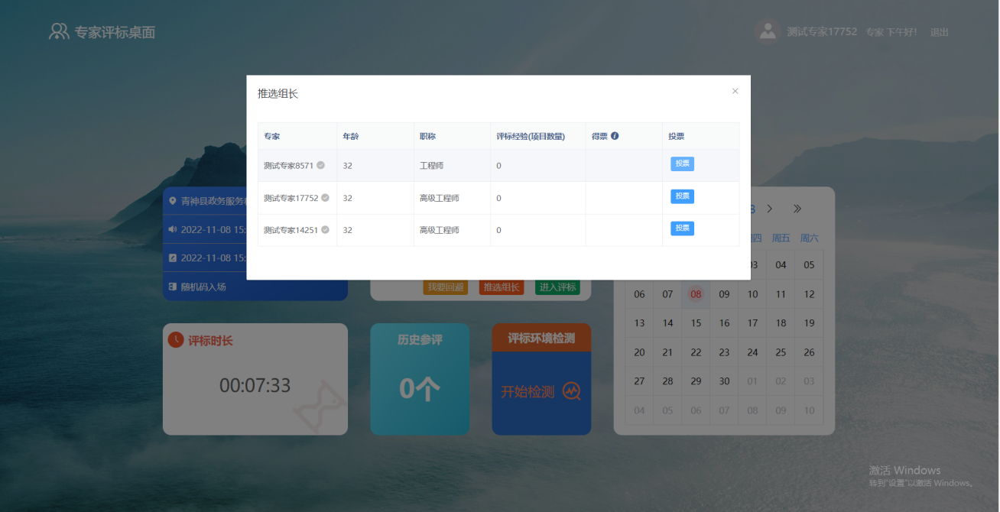 专家评标桌面
测试专家17752 专家 下午好! 退出
推选组长
专家 年龄 职称 评标经验(项目数量) 得票 投票
测试专家8571 32 工程师 0 投票
测试专家17752 32 高级工程师 0 投票
测试专家14251 32 高级工程师 0 投票
青神县政务服务
2022-11-08 15:
2022-11-08 15:
随机码入场
我要回避 推选组长 进入评标
周五 周六
04 05
06 07 08 09 10 11 12
13 14 15 16 17 18 19
20 21 22 23 24 25 26
27 28 29 30 01 02 03
04 05 06 07 08 09 10
评标时长
00:07:33
历史参评
0个
评标环境检测
开始检测
激活 Windows
转到"设置"以激活 Windows。